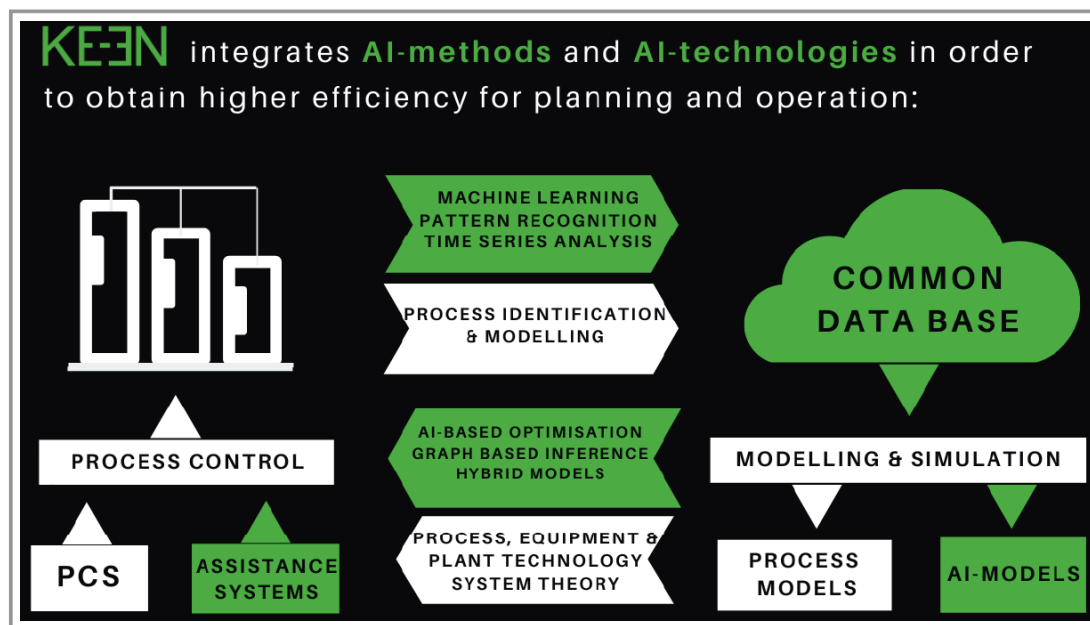 KEEN integrates AI-methods and AI-technologies in order
to obtain higher efficiency for planning and operation:
MACHINE LEARNING
PATTERN RECOGNITION
TIME SERIES ANALYSIS
PROCESS IDENTIFICATION
& MODELLING
COMMON
DATA BASE
PROCESS CONTROL
AI-BASED OPTIMISATION
GRAPH BASED INFERENCE
HYBRID MODELS
MODELLING & SIMULATION
PCS
ASSISTANCE
SYSTEMS
PROCESS, EQUIPMENT &
PLANT TECHNOLOGY
SYSTEM THEORY
PROCESS
MODELS
AI-MODELS